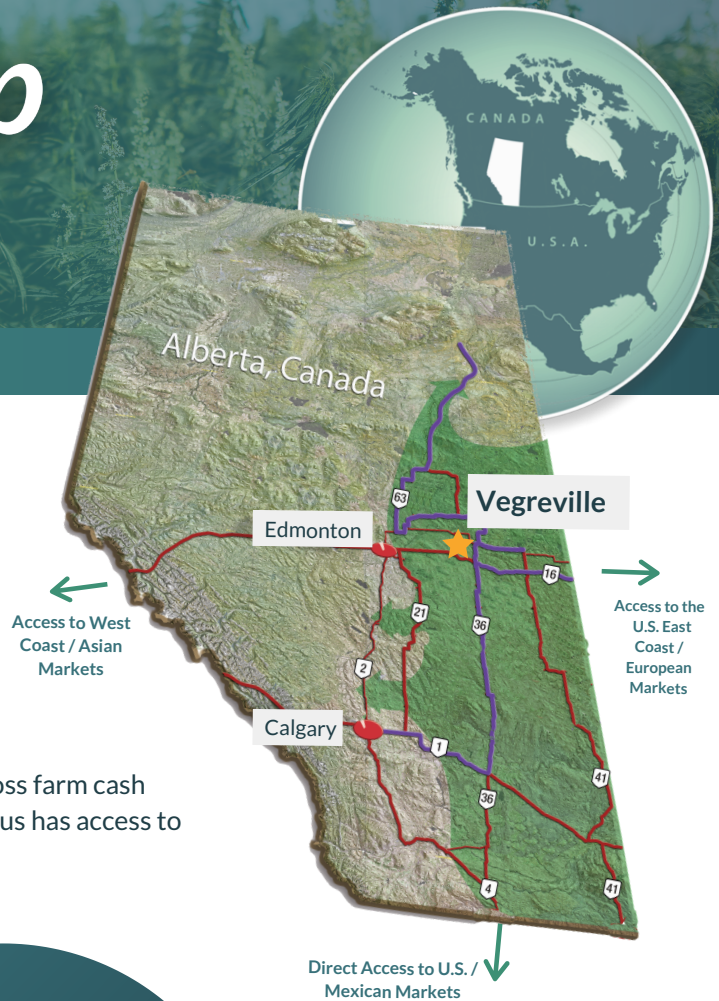 CANADA
U.S.A.
Alberta, Canada
63
Vegreville
Edmonton
16
Access to West
Coast / Asian
Markets
Access to the
U.S. East
Coast /
European
Markets
21
36
2
Calgary
1
41
36
4
41
oss farm cash
us has access to
Direct Access to U.S. /
Mexican Markets